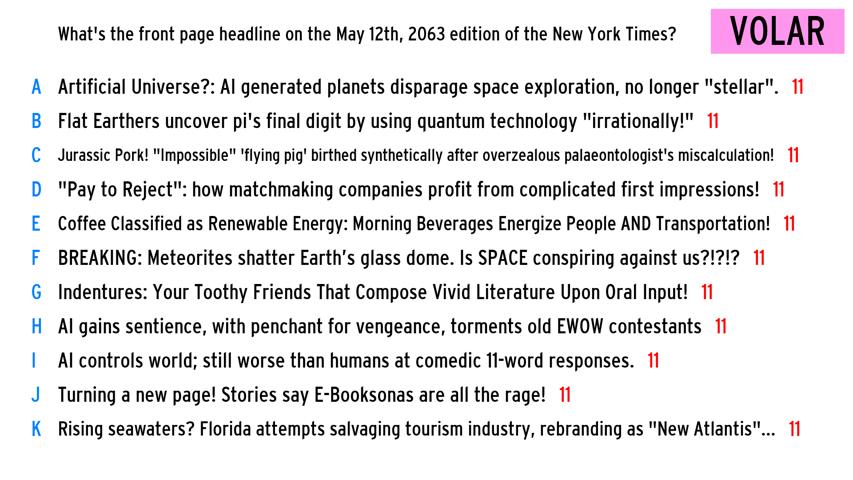 What's the front page headline on the May 12th, 2063 edition of the New York Times?
VOLAR
A Artificial Universe?: AI generated planets disparage space exploration, no longer "stellar". 11
B Flat Earthers uncover pi's final digit by using quantum technology "irrationally!" 11
C Jurassic Pork! "Impossible" 'flying pig' birthed synthetically after overzealous palaeontologist's miscalculation! 11
D "Pay to Reject": how matchmaking companies profit from complicated first impressions! 11
E Coffee Classified as Renewable Energy: Morning Beverages Energize People AND Transportation! 11
F BREAKING: Meteorites shatter Earth’s glass dome. Is SPACE conspiring against us?!?!? 11
G Indentures: Your Toothy Friends That Compose Vivid Literature Upon Oral Input! 11
H AI gains sentience, with penchant for vengeance, torments old EWOW contestants 11
I AI controls world; still worse than humans at comedic 11-word responses. 11
J Turning a new page! Stories say E-Booksonas are all the rage! 11
K Rising seawaters? Florida attempts salvaging tourism industry, rebranding as "New Atlantis"... 11